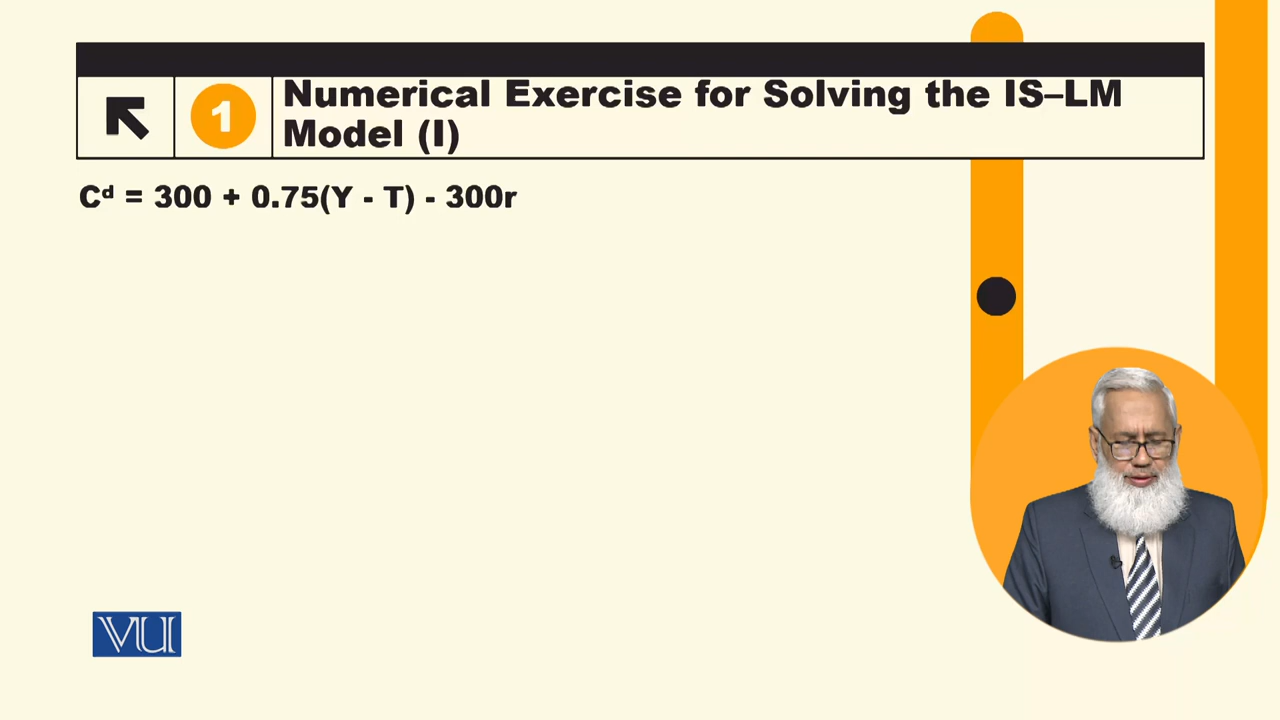 1
Numerical Exercise for Solving the IS–LM
Model (I)
Cᵈ = 300 + 0.75(Y - T) - 300r
VU